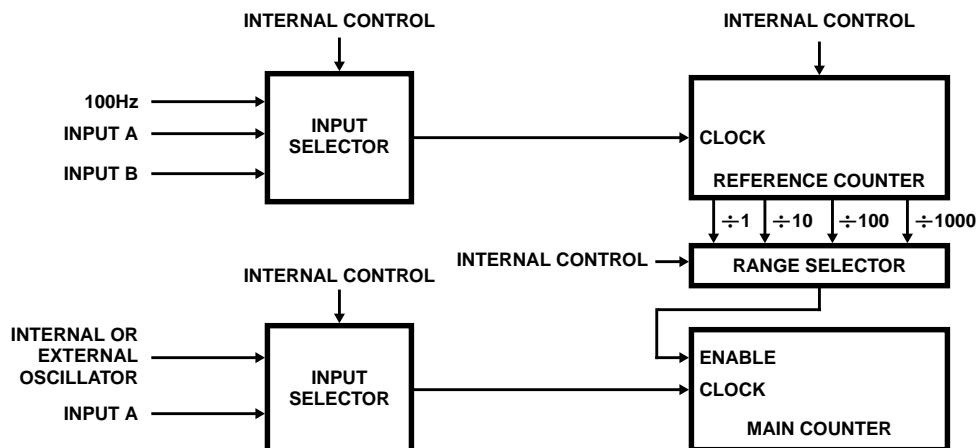 INTERNAL CONTROL
INTERNAL CONTROL
100Hz
INPUT A
INPUT B
INPUT
SELECTOR
CLOCK
REFERENCE COUNTER
÷1
÷10
÷100
÷1000
INTERNAL CONTROL
RANGE SELECTOR
INTERNAL CONTROL
INTERNAL OR
EXTERNAL
OSCILLATOR
INPUT A
INPUT
SELECTOR
ENABLE
CLOCK
MAIN COUNTER